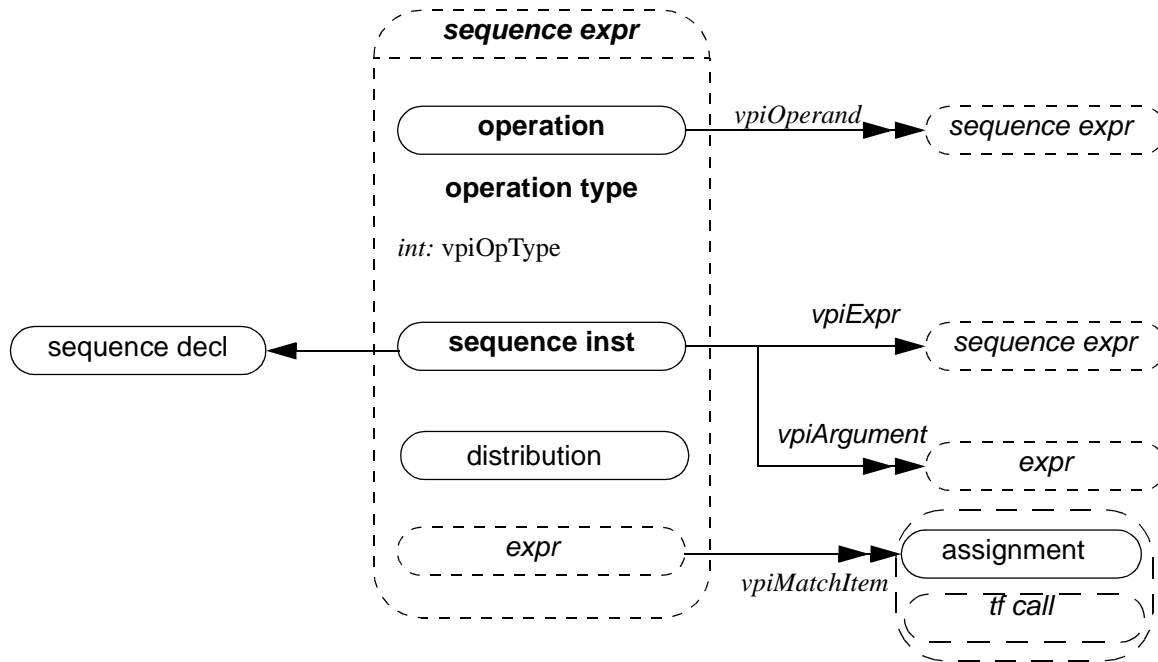 sequence expr
operation
vpiOperand
sequence expr
operation type
int: vpiOpType
sequence decl
sequence inst
vpiExpr
sequence expr
vpiArgument
expr
distribution
expr
vpiMatchItem
assignment
tf call